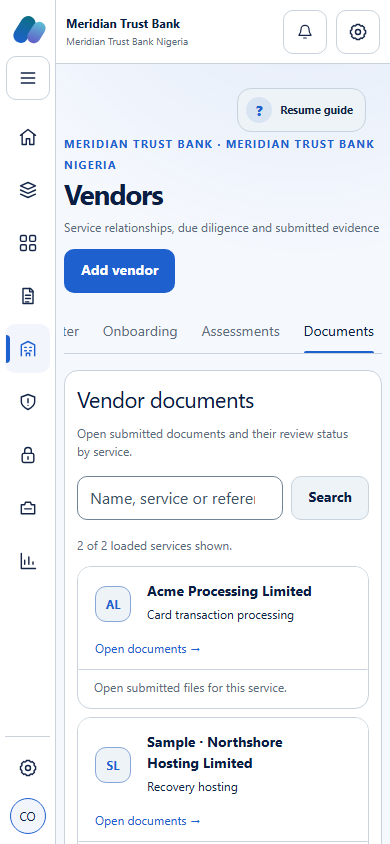 Meridian Trust Bank
Meridian Trust Bank Nigeria
? Resume guide
MERIDIAN TRUST BANK · MERIDIAN TRUST BANK
NIGERIA
Vendors
Service relationships, due diligence and submitted evidence
Add vendor
ter Onboarding Assessments Documents
Vendor documents
Open submitted documents and their review status
by service.
Name, service or referer Search
2 of 2 loaded services shown.
AL Acme Processing Limited
Card transaction processing
Open documents →
Open submitted files for this service.
Sample · Northshore
Hosting Limited
SL
Recovery hosting
Open documents →
CO